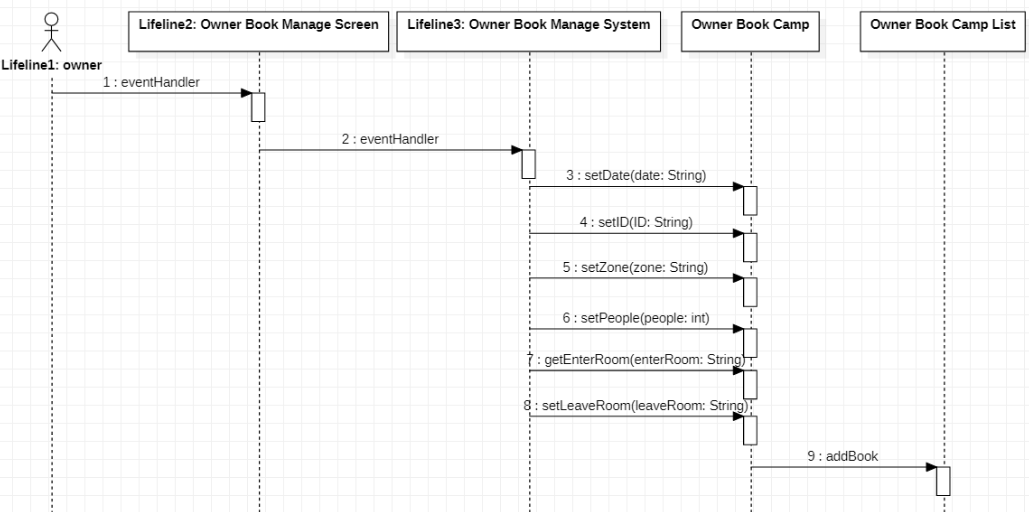 Lifeline2: Owner Book Manage Screen
Lifeline3: Owner Book Manage System
Owner Book Camp
Owner Book Camp List
Lifeline1: owner
1 : eventHandler
2 : eventHandler
3 : setDate(date: String)
4 : setID(ID: String)
5 : setZone(zone: String)
6 : setPeople(people: int)
7 : getEnterRoom(enterRoom: String)
8 : setLeaveRoom(leaveRoom: String)
9 : addBook